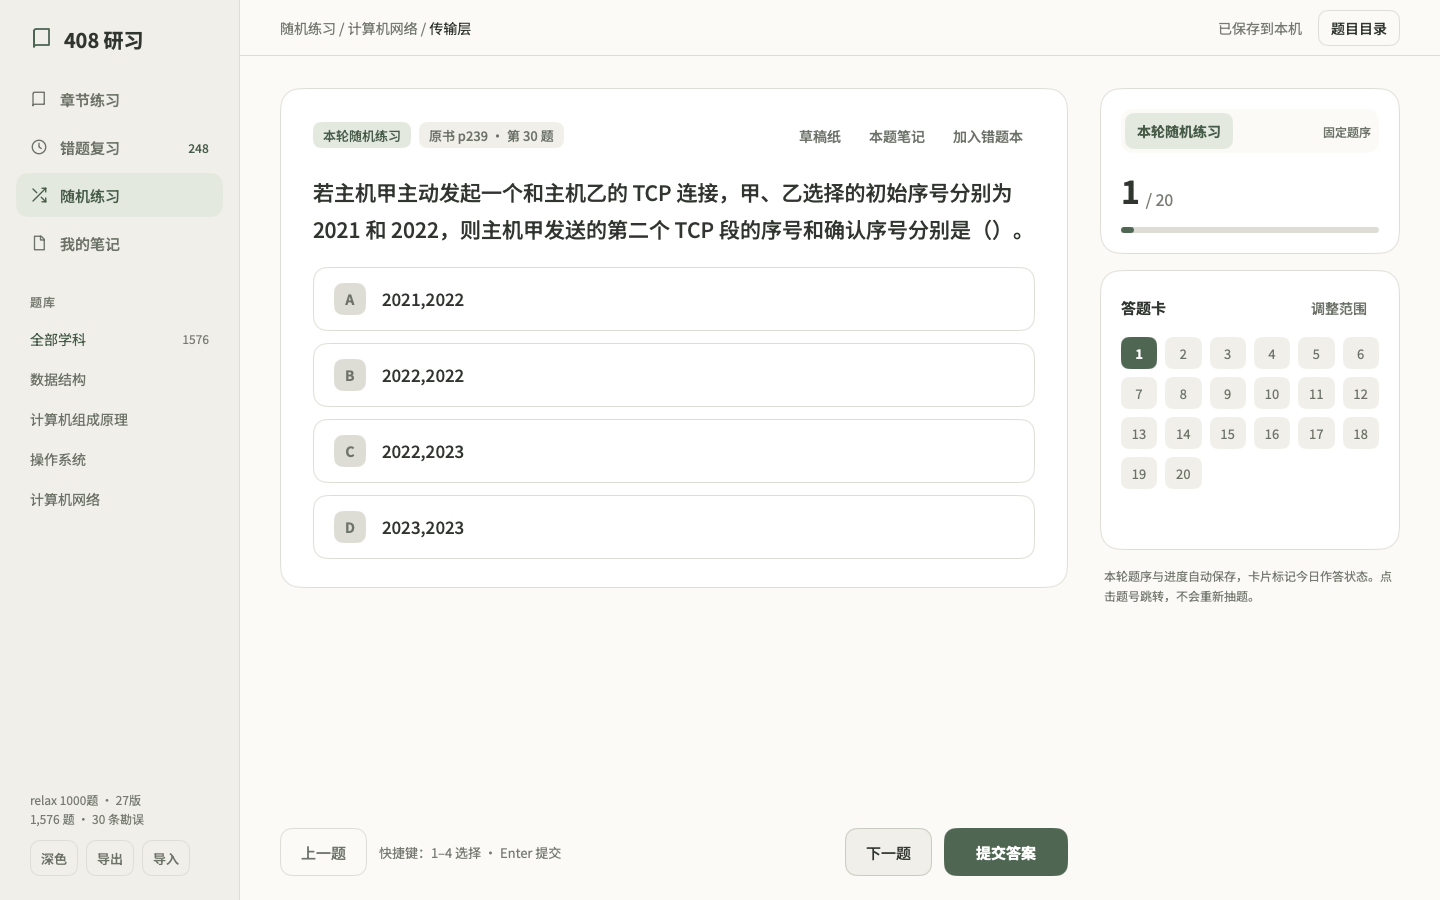 408 研习
章节练习
错题复习 248
随机练习
我的笔记
题库
全部学科 1576
数据结构
计算机组成原理
操作系统
计算机网络
relax 1000题 · 27版
1,576 题 · 30 条勘误
深色 导出 导入
随机练习 / 计算机网络 / 传输层
已保存到本机 题目目录
本轮随机练习 原书 p239 · 第 30 题 草稿纸 本题笔记 加入错题本
若主机甲主动发起一个和主机乙的 TCP 连接，甲、乙选择的初始序号分别为
2021 和 2022，则主机甲发送的第二个 TCP 段的序号和确认序号分别是（）。
A 2021,2022
B 2022,2022
C 2022,2023
D 2023,2023
上一题 快捷键：1–4 选择 · Enter 提交 下一题 提交答案
本轮随机练习 固定题序
1 / 20
答题卡 调整范围
1 2 3 4 5 6
7 8 9 10 11 12
13 14 15 16 17 18
19 20
本轮题序与进度自动保存，卡片标记今日作答状态。点
击题号跳转，不会重新抽题。